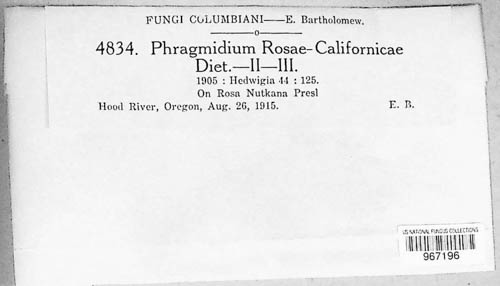 FUNGI COLUMBIANI—E. Bartholomew.
4834. Phragmidium Rosae-Californicae
Diet.—II—III.
1905 : Hedwigia 44 : 125.
On Rosa Nutkana Presl
Hood River, Oregon, Aug. 26, 1915. E. B.
US NATIONAL FUNGUS COLLECTIONS
967196